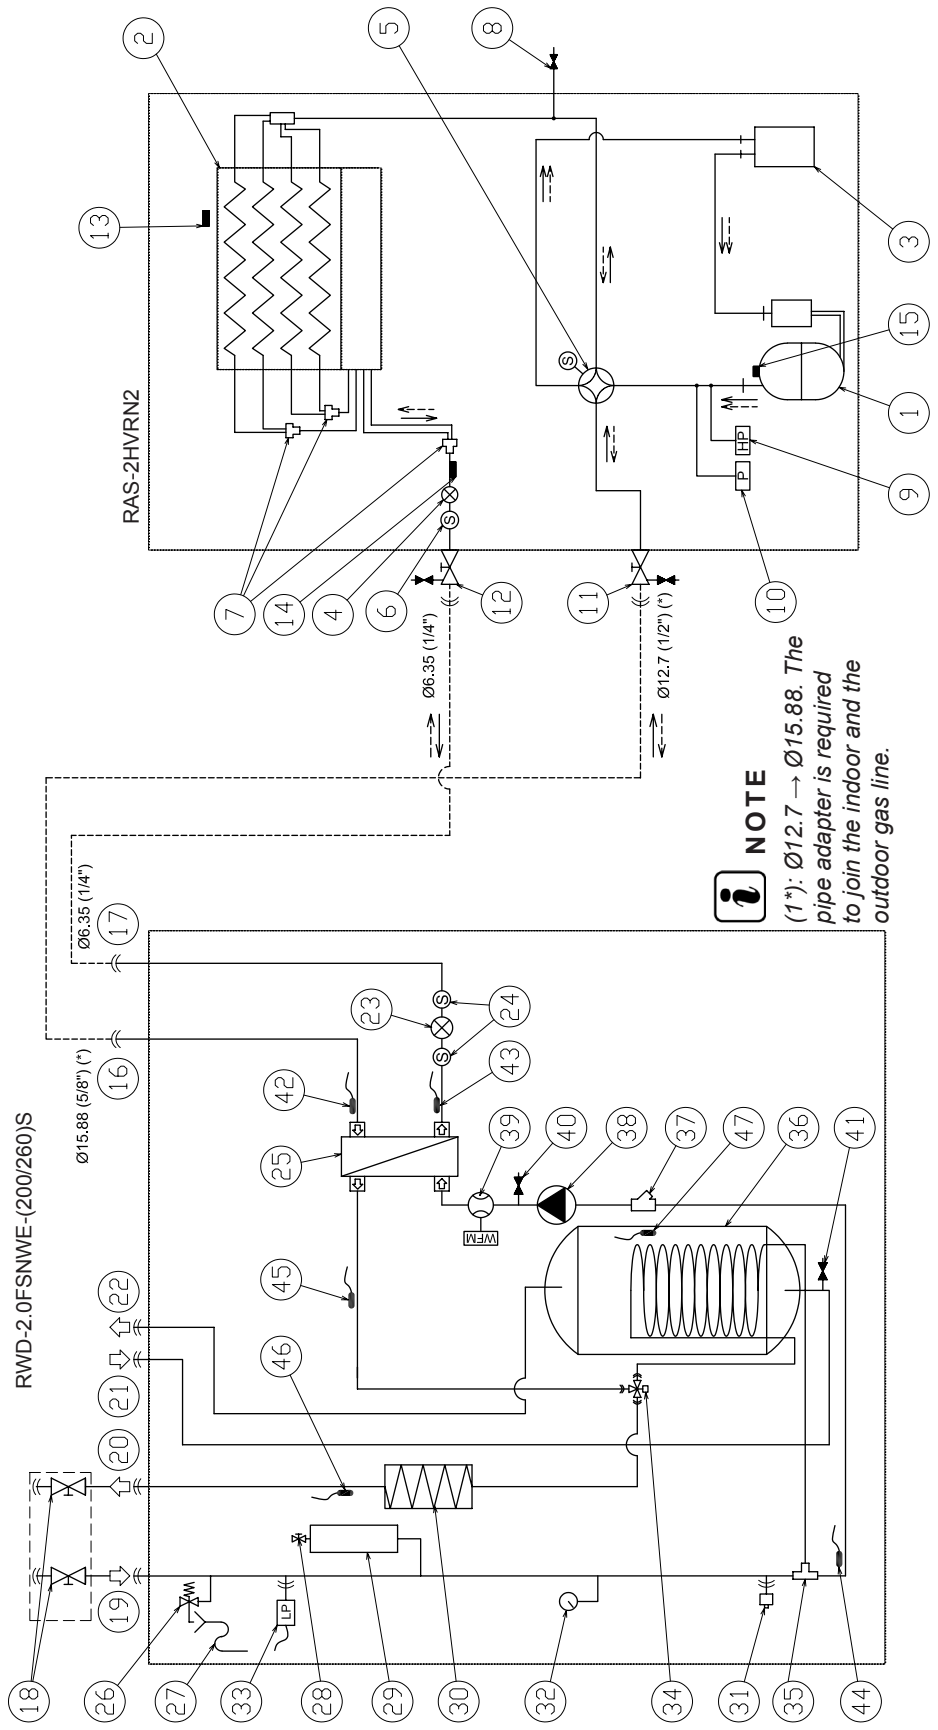 RAS-2HVRN2
2
5
8
13
3
15
1
9
10
7
14
4
6
12
11
S
S
HP
P
Ø6.35 (1/4")
Ø12.7 (1/2") (*)
NOTE
(1*): Ø12.7 → Ø15.88. The
pipe adapter is required
to join the indoor and the
outdoor gas line.
RWD-2.0FSNWE-(200/260)S
Ø15.88 (5/8") (*)
Ø6.35 (1/4")
16
17
18
19
20
21
22
23
24
25
42
43
S
S
39
40
38
37
47
36
41
WFM
45
46
26
27
33
LP
28
29
30
32
34
31
35
44